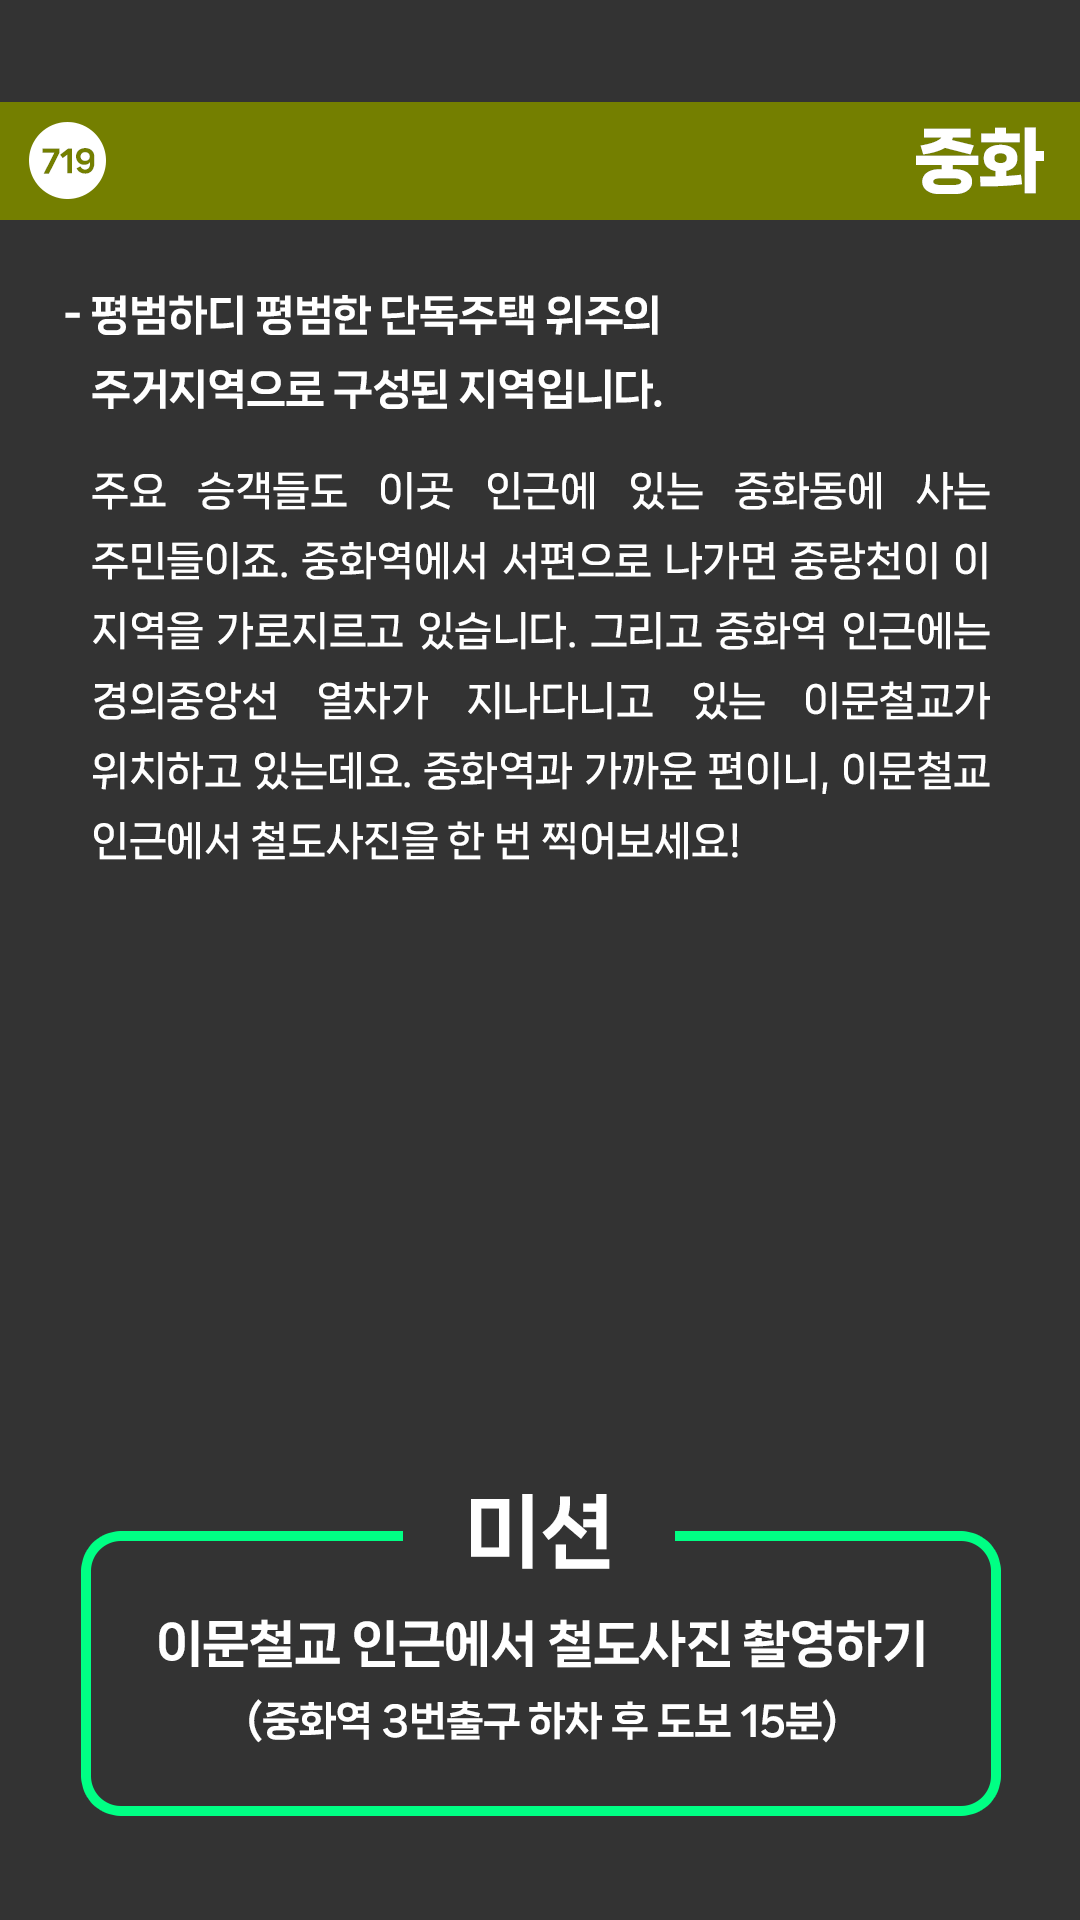 719
중화
- 평범하디 평범한 단독주택 위주의
주거지역으로 구성된 지역입니다.
주요 승객들도 이곳 인근에 있는 중화동에 사는
주민들이죠. 중화역에서 서편으로 나가면 중랑천이 이
지역을 가로지르고 있습니다. 그리고 중화역 인근에는
경의중앙선 열차가 지나다니고 있는 이문철교가
위치하고 있는데요. 중화역과 가까운 편이니, 이문철교
인근에서 철도사진을 한 번 찍어보세요!
미션
이문철교 인근에서 철도사진 촬영하기
(중화역 3번출구 하차 후 도보 15분)